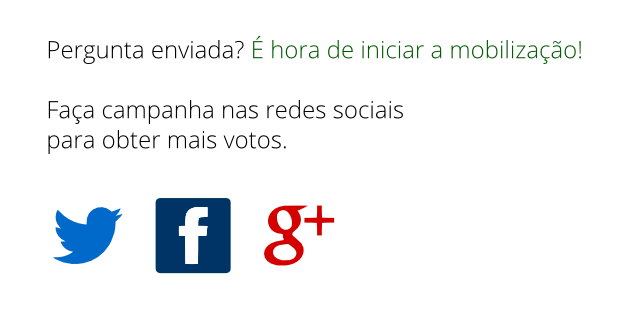 Pergunta enviada? É hora de iniciar a mobilização!
Faça campanha nas redes sociais
para obter mais votos.
f g+